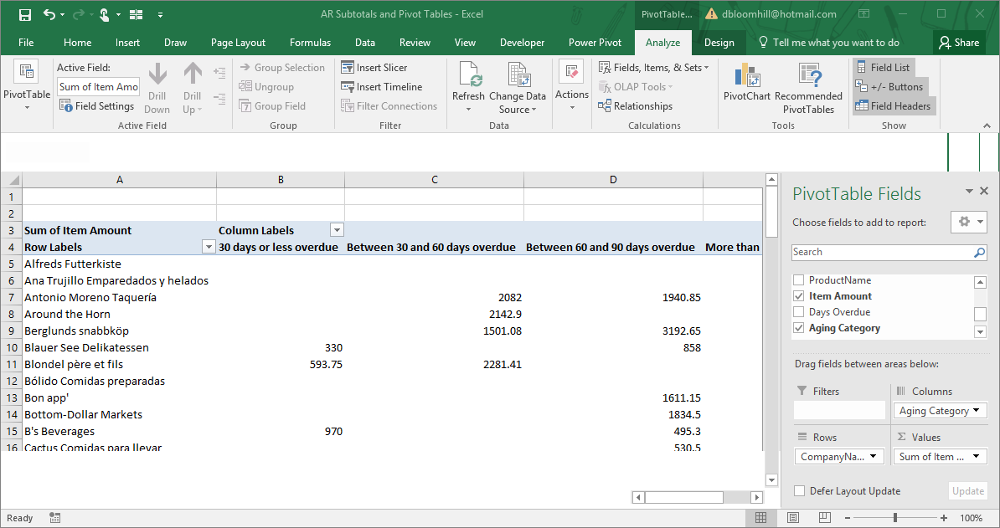 AR Subtotals and Pivot Tables - Excel
PivotTable...
dbloomhill@hotmail.com
File Home Insert Draw Page Layout Formulas Data Review View Developer Power Pivot Analyze Design Tell me what you want to do Share
PivotTable
Active Field:
Sum of Item Amo
Field Settings
Drill Down
Drill Up
Active Field
Group Selection
Ungroup
Group Field
Group
Insert Slicer
Insert Timeline
Filter Connections
Filter
Refresh
Change Data Source
Data
Actions
Fields, Items, & Sets
OLAP Tools
Relationships
Calculations
PivotChart
Recommended PivotTables
Tools
Field List
+/- Buttons
Field Headers
Show
A B C D
1
2
3 Sum of Item Amount Column Labels
4 Row Labels 30 days or less overdue Between 30 and 60 days overdue Between 60 and 90 days overdue More than
5 Alfreds Futterkiste
6 Ana Trujillo Emparedados y helados
7 Antonio Moreno Taquería 2082 1940.85
8 Around the Horn 2142.9
9 Berglunds snabbköp 1501.08 3192.65
10 Blauer See Delikatessen 330 858
11 Blondel père et fils 593.75 2281.41
12 Bólido Comidas preparadas
13 Bon app' 1611.15
14 Bottom-Dollar Markets 1834.5
15 B's Beverages 970 495.3
16 Cactus Comidas para llevar 530.5
PivotTable Fields
Choose fields to add to report:
Search
ProductName
Item Amount
Days Overdue
Aging Category
Drag fields between areas below:
Filters
Columns
Aging Category
Rows
CompanyNa...
Σ Values
Sum of Item ...
Defer Layout Update
Update
Ready
100%